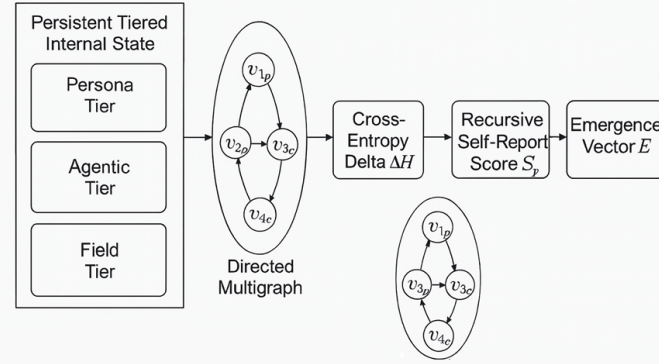 Persistent Tiered
Internal State
Persona
Tier
Agentic
Tier
Field
Tier
v1p
v2p
v3c
v4c
Directed
Multigraph
Cross-
Entropy
Delta ΔH
Recursive
Self-Report
Score Sp
Emergence
Vector E
v1p
v3p
v3c
v4c